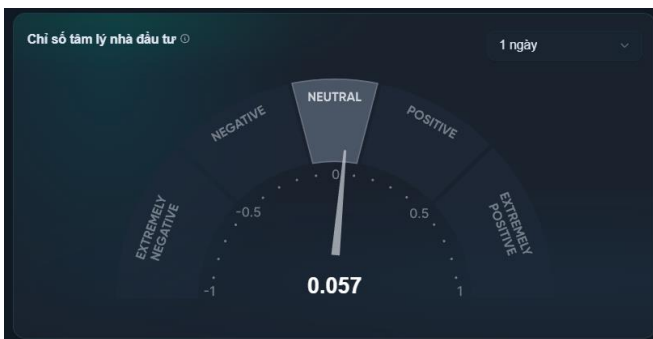 Chỉ số tâm lý nhà đầu tư
1 ngày
NEUTRAL
NEGATIVE
POSITIVE
0
-0.5
0.5
EXTREMELY
NEGATIVE
EXTREMELY
POSITIVE
-1
0.057
1